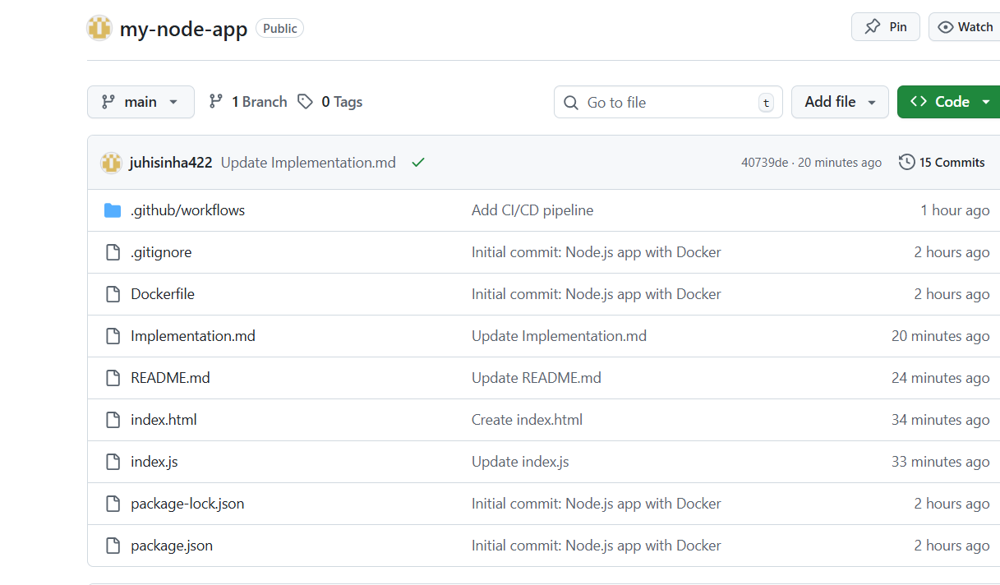 my-node-app Public Pin Watch
main 1 Branch 0 Tags Go to file t Add file Code
juhisinha422 Update Implementation.md 40739de · 20 minutes ago 15 Commits
.github/workflows Add CI/CD pipeline 1 hour ago
.gitignore Initial commit: Node.js app with Docker 2 hours ago
Dockerfile Initial commit: Node.js app with Docker 2 hours ago
Implementation.md Update Implementation.md 20 minutes ago
README.md Update README.md 24 minutes ago
index.html Create index.html 34 minutes ago
index.js Update index.js 33 minutes ago
package-lock.json Initial commit: Node.js app with Docker 2 hours ago
package.json Initial commit: Node.js app with Docker 2 hours ago